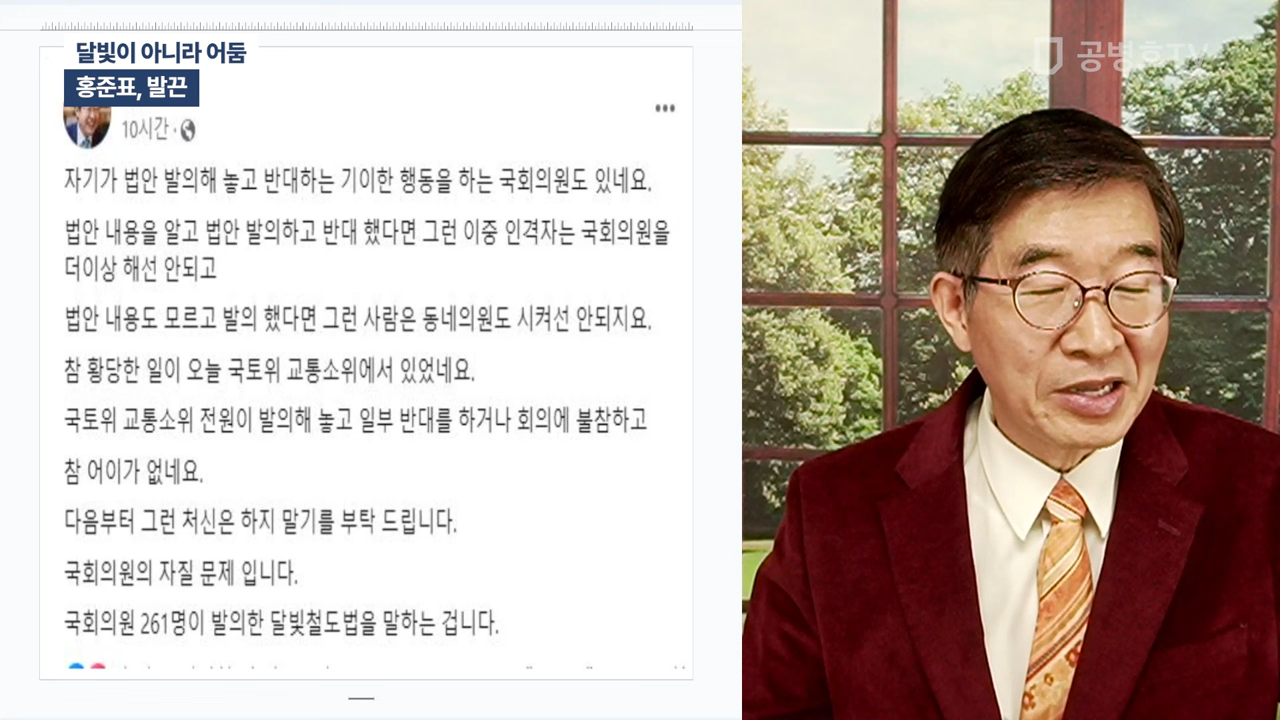 달빛이 아니라 어둠
홍준표, 발끈
공병호TV
10시간 ·
자기가 법안 발의해 놓고 반대하는 기이한 행동을 하는 국회의원도 있네요.
법안 내용을 알고 법안 발의하고 반대 했다면 그런 이중 인격자는 국회의원을
더이상 해선 안되고
법안 내용도 모르고 발의 했다면 그런 사람은 동네의원도 시켜선 안되지요.
참 황당한 일이 오늘 국토위 교통소위에서 있었네요.
국토위 교통소위 전원이 발의해 놓고 일부 반대를 하거나 회의에 불참하고
참 어이가 없네요.
다음부터 그런 처신은 하지 말기를 부탁 드립니다.
국회의원의 자질 문제 입니다.
국회의원 261명이 발의한 달빛철도법을 말하는 겁니다.